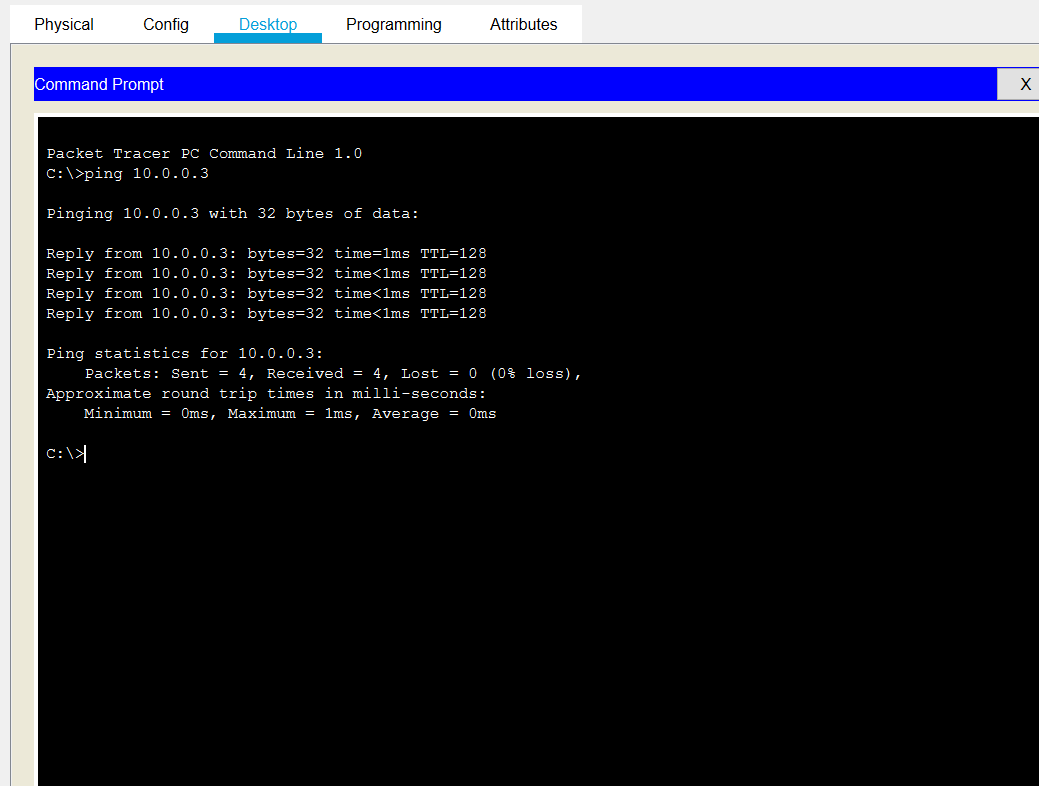 Physical Config Desktop Programming Attributes
Command Prompt X
Packet Tracer PC Command Line 1.0
C:\>ping 10.0.0.3
Pinging 10.0.0.3 with 32 bytes of data:
Reply from 10.0.0.3: bytes=32 time=1ms TTL=128
Reply from 10.0.0.3: bytes=32 time<1ms TTL=128
Reply from 10.0.0.3: bytes=32 time<1ms TTL=128
Reply from 10.0.0.3: bytes=32 time<1ms TTL=128
Ping statistics for 10.0.0.3:
    Packets: Sent = 4, Received = 4, Lost = 0 (0% loss),
Approximate round trip times in milli-seconds:
    Minimum = 0ms, Maximum = 1ms, Average = 0ms
C:\>